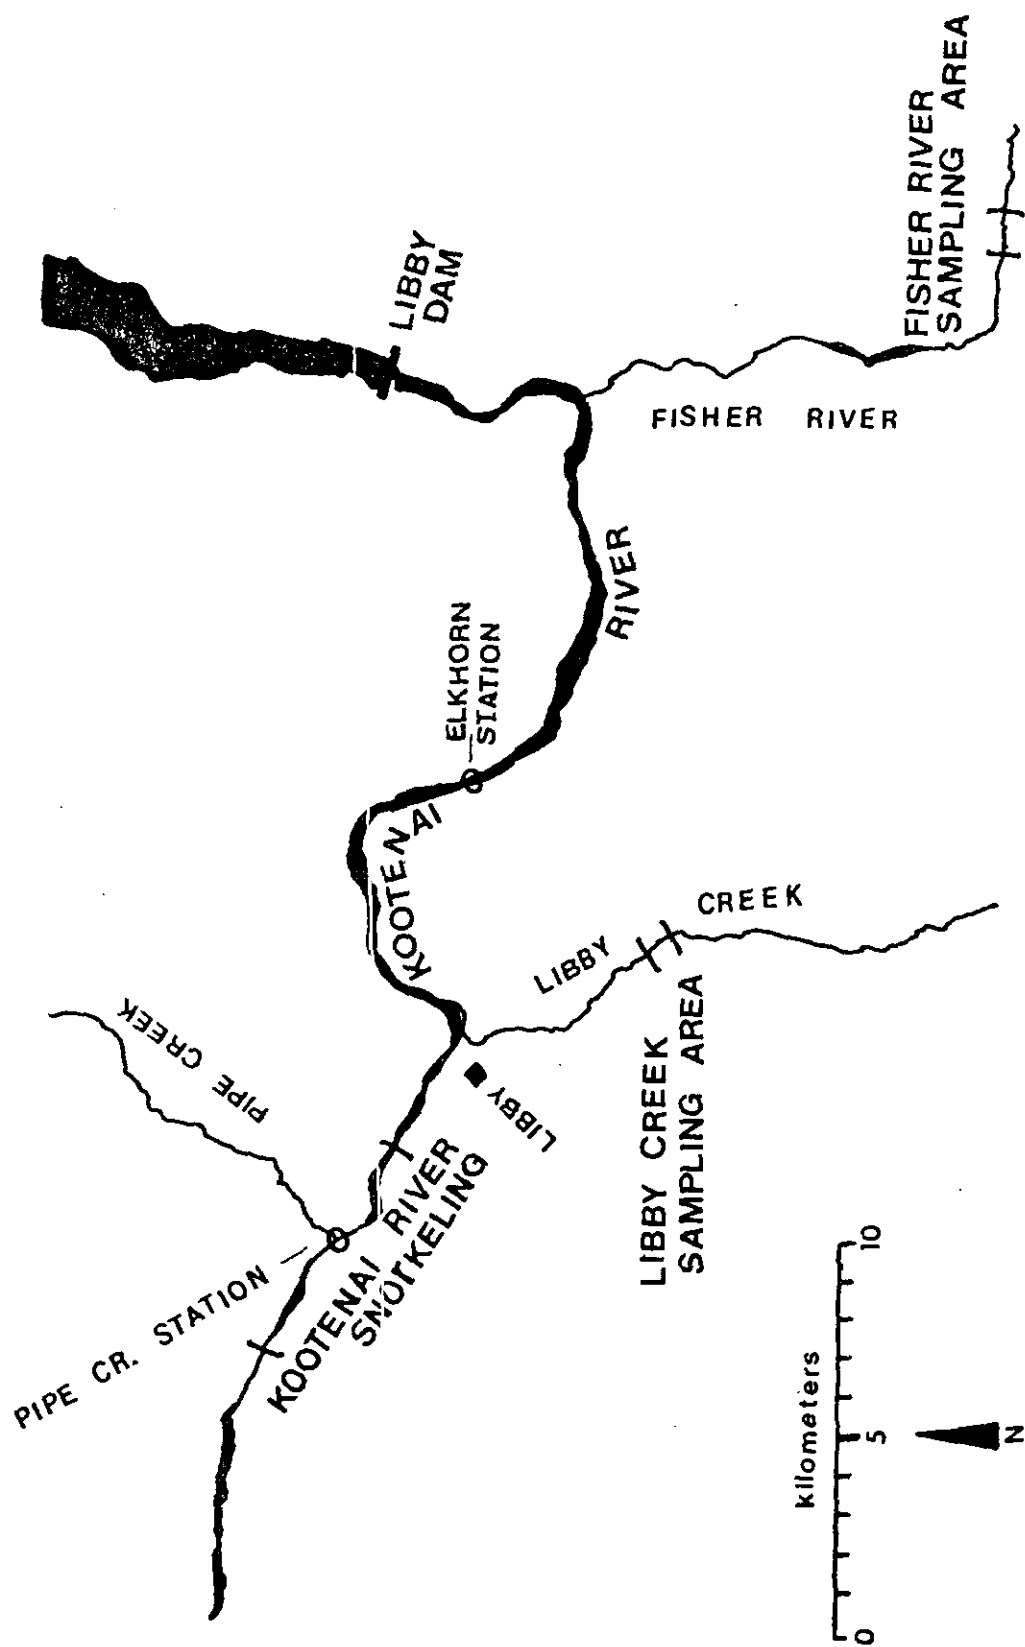 LIBBY
DAM
FISHER RIVER
SAMPLING AREA
FISHER RIVER
RIVER
ELKHORN
STATION
KOOTENAI
PIPE CREEK
LIBBY
CREEK
LIBBY
LIBBY CREEK
SAMPLING AREA
PIPE CR. STATION
KOOTENAI RIVER
SNORKELING
kilometers
0
5
10
N